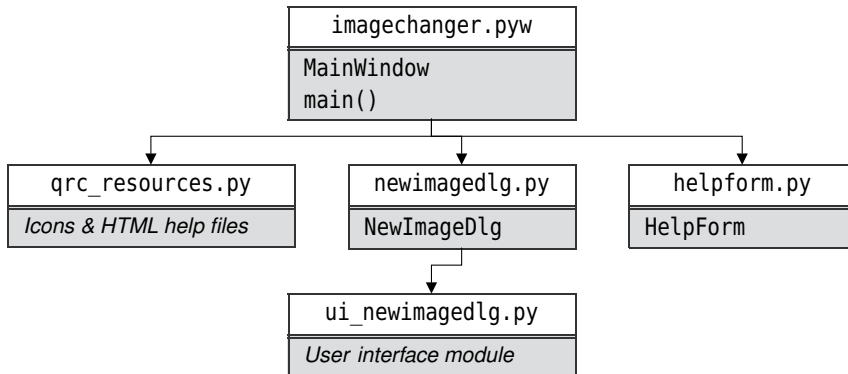 imagechanger.pyw
MainWindow
main()
qrc_resources.py
Icons & HTML help files
newimagedlg.py
NewImageDlg
helpform.py
HelpForm
ui_newimagedlg.py
User interface module